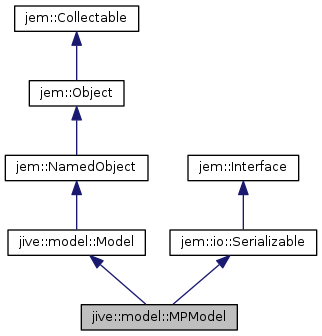 jem::Collectable
jem::Object
jem::NamedObject
jem::Interface
jive::model::Model
jem::io::Serializable
jive::model::MPModel